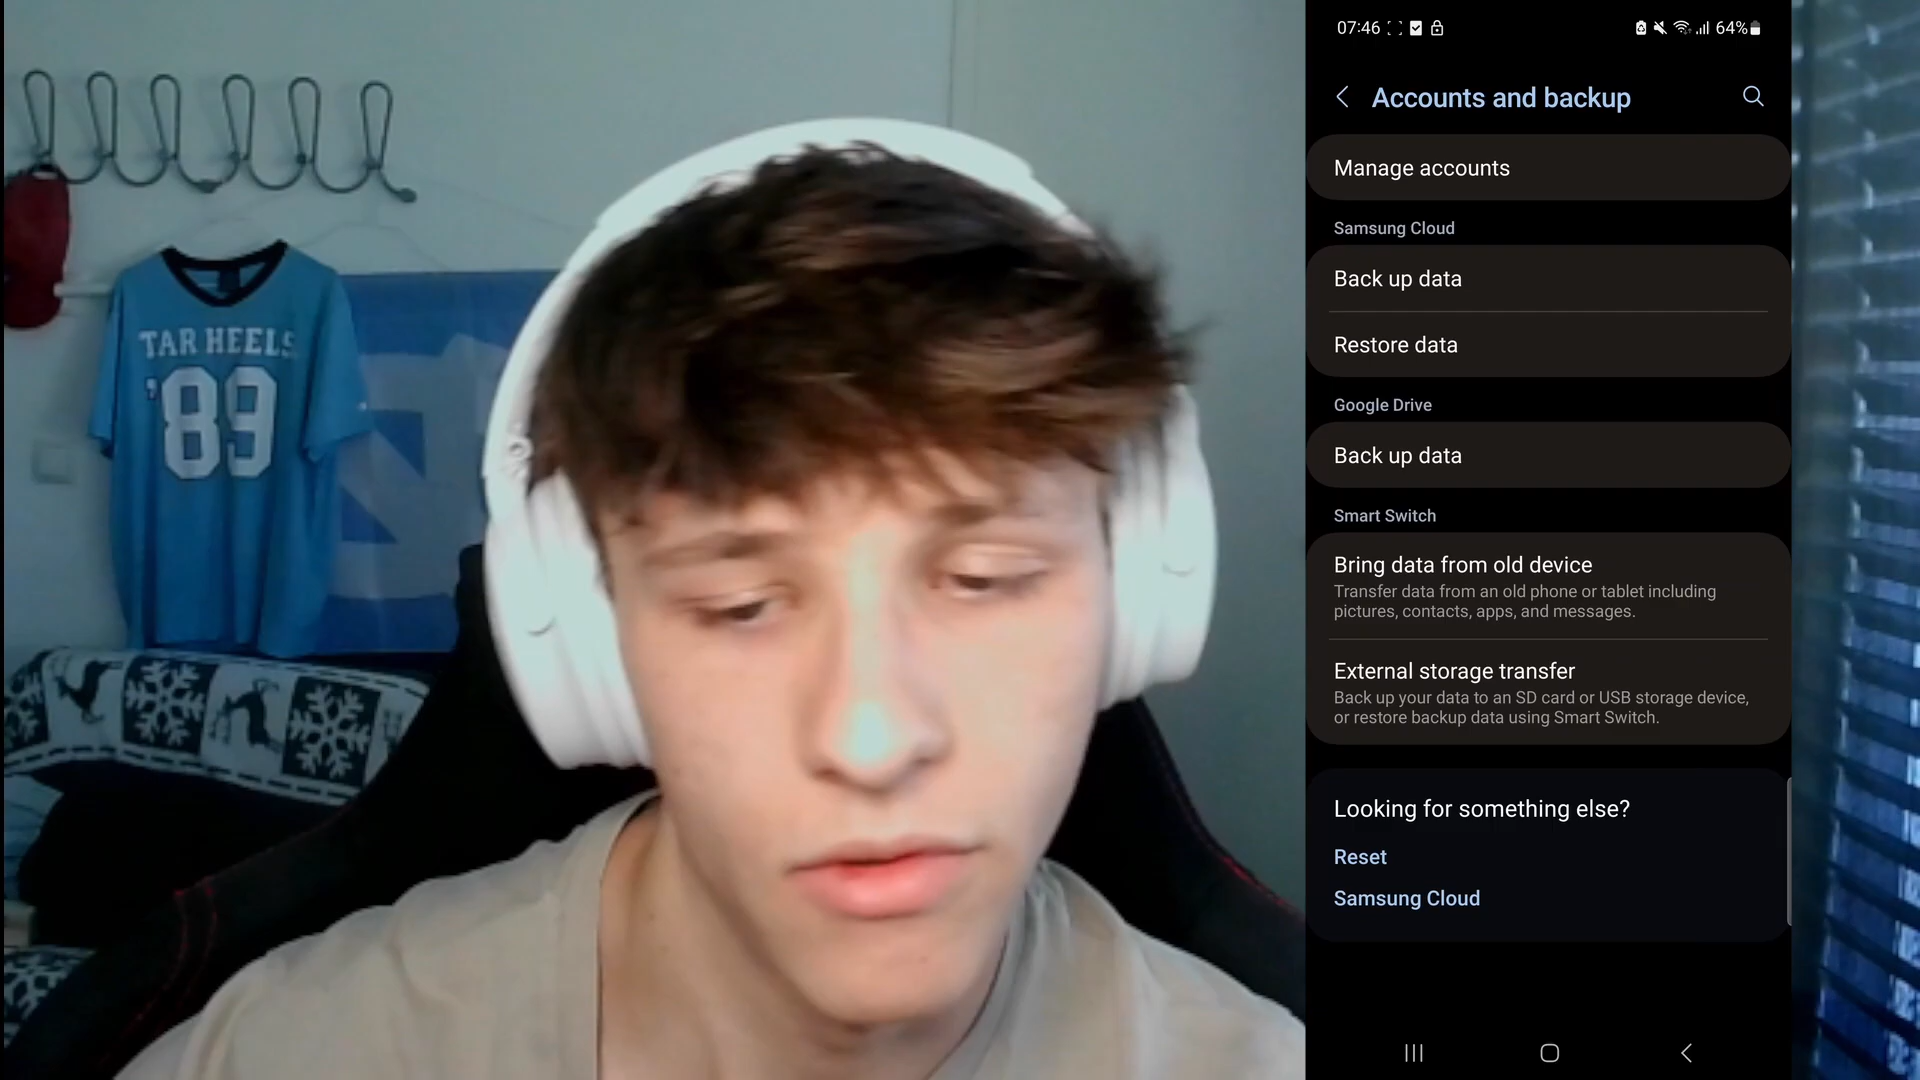 TAR HEELS
'89
07:46
64%
Accounts and backup
Manage accounts
Samsung Cloud
Back up data
Restore data
Google Drive
Back up data
Smart Switch
Bring data from old device
Transfer data from an old phone or tablet including
pictures, contacts, apps, and messages.
External storage transfer
Back up your data to an SD card or USB storage device,
or restore backup data using Smart Switch.
Looking for something else?
Reset
Samsung Cloud